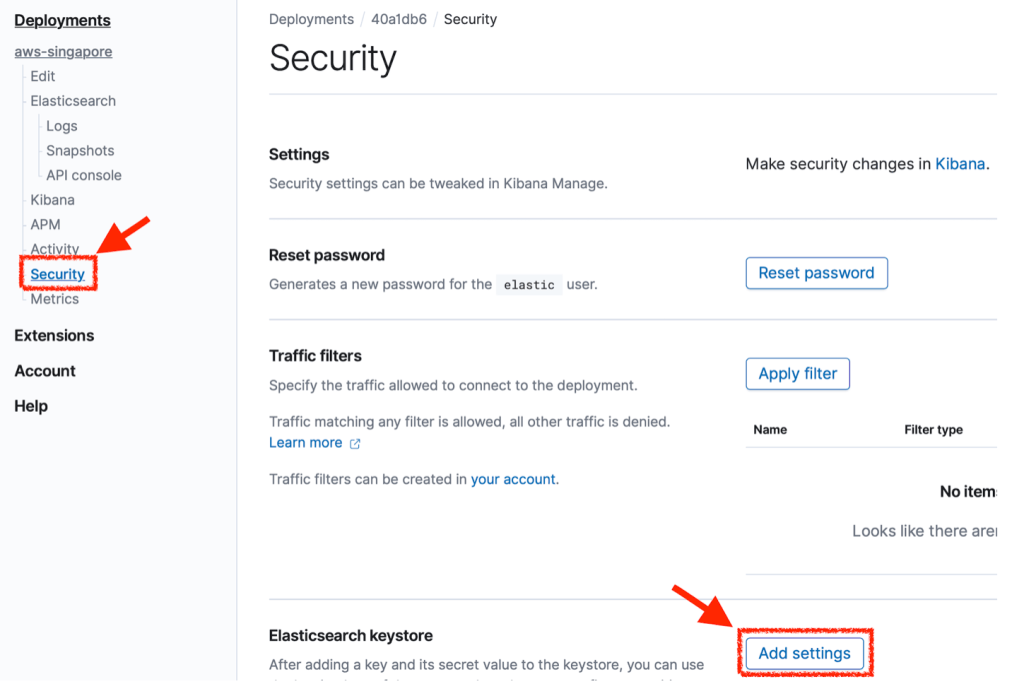 Deployments
aws-singapore
Edit
Elasticsearch
Logs
Snapshots
API console
Kibana
APM
Activity
Security
Metrics
Extensions
Account
Help
Deployments / 40a1db6 / Security
Security
Settings
Security settings can be tweaked in Kibana Manage.
Make security changes in Kibana.
Reset password
Generates a new password for the elastic user.
Reset password
Traffic filters
Specify the traffic allowed to connect to the deployment.
Traffic matching any filter is allowed, all other traffic is denied.
Learn more
Traffic filters can be created in your account.
Apply filter
Name Filter type
No item
Looks like there
Elasticsearch keystore
After adding a key and its secret value to the keystore, you can use
Add settings